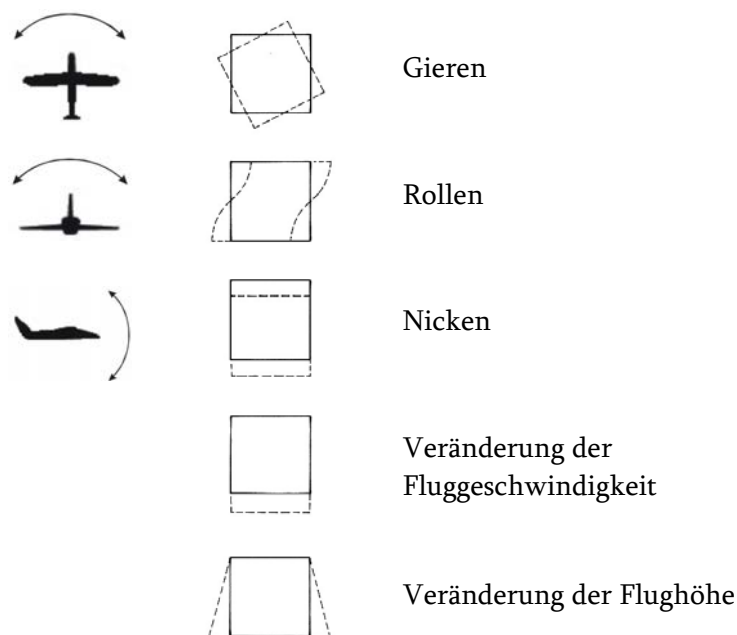 Gieren
Rollen
Nicken
Veränderung der
Fluggeschwindigkeit
Veränderung der Flughöhe